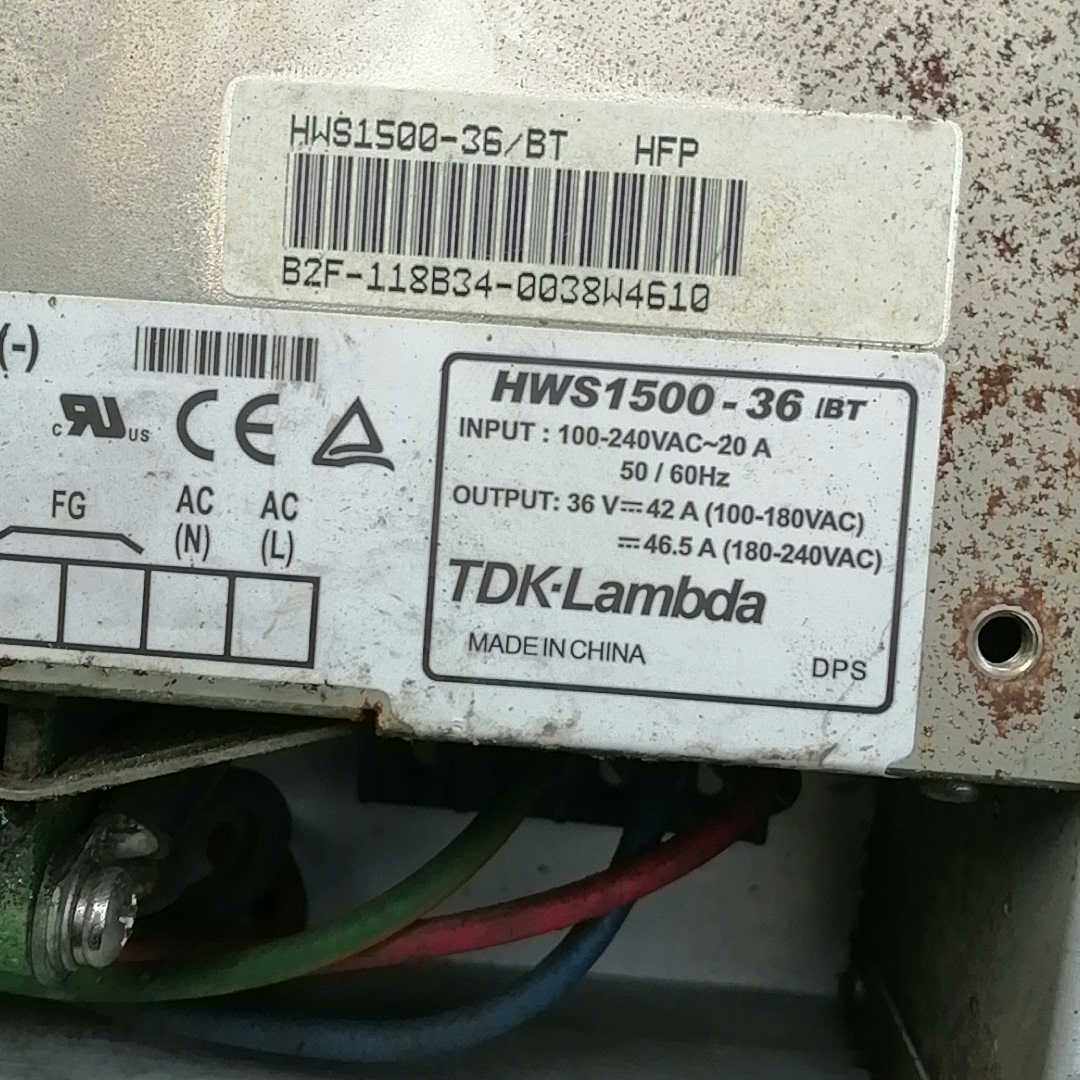 HWS1500-36/BT HFP
B2F-118B34-0038W4610
(-)
c RU US CE
FG
AC (N)
AC (L)
HWS1500-36 /BT
INPUT : 100-240VAC~20 A
50 / 60Hz
OUTPUT: 36 V⎓42 A (100-180VAC)
⎓46.5 A (180-240VAC)
TDK·Lambda
MADE IN CHINA
DPS